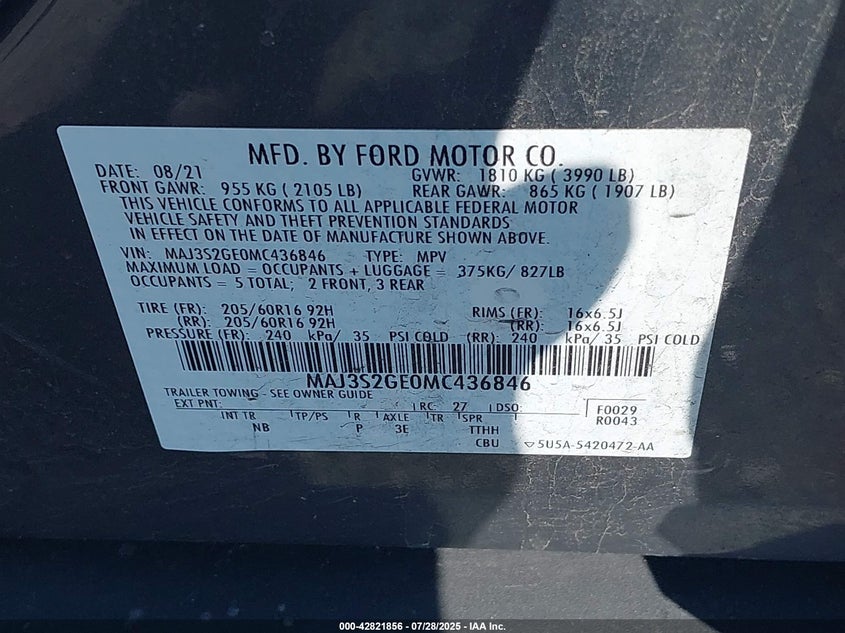 MFD. BY FORD MOTOR CO.
DATE: 08/21 GVWR: 1810 KG ( 3990 LB)
FRONT GAWR: 955 KG ( 2105 LB) REAR GAWR: 865 KG ( 1907 LB)
THIS VEHICLE CONFORMS TO ALL APPLICABLE FEDERAL MOTOR
VEHICLE SAFETY AND THEFT PREVENTION STANDARDS
IN EFFECT ON THE DATE OF MANUFACTURE SHOWN ABOVE.
VIN: MAJ3S2GE0MC436846 TYPE: MPV
MAXIMUM LOAD = OCCUPANTS + LUGGAGE = 375KG/ 827LB
OCCUPANTS = 5 TOTAL; 2 FRONT, 3 REAR
TIRE (FR): 205/60R16 92H RIMS (FR): 16x6.5J
(RR): 205/60R16 92H (RR): 16x6.5J
PRESSURE (FR): 240 kPa/ 35 PSI COLD (RR): 240 kPa/ 35 PSI COLD
MAJ3S2GE0MC436846
TRAILER TOWING - SEE OWNER GUIDE
EXT PNT: RC: 27 DSO: F0029
INT TR TP/PS R AXLE TR SPR R0043
NB P 3E TTHH
CBU 5U5A-5420472-AA
000-42821856 - 07/28/2025 - IAA Inc.